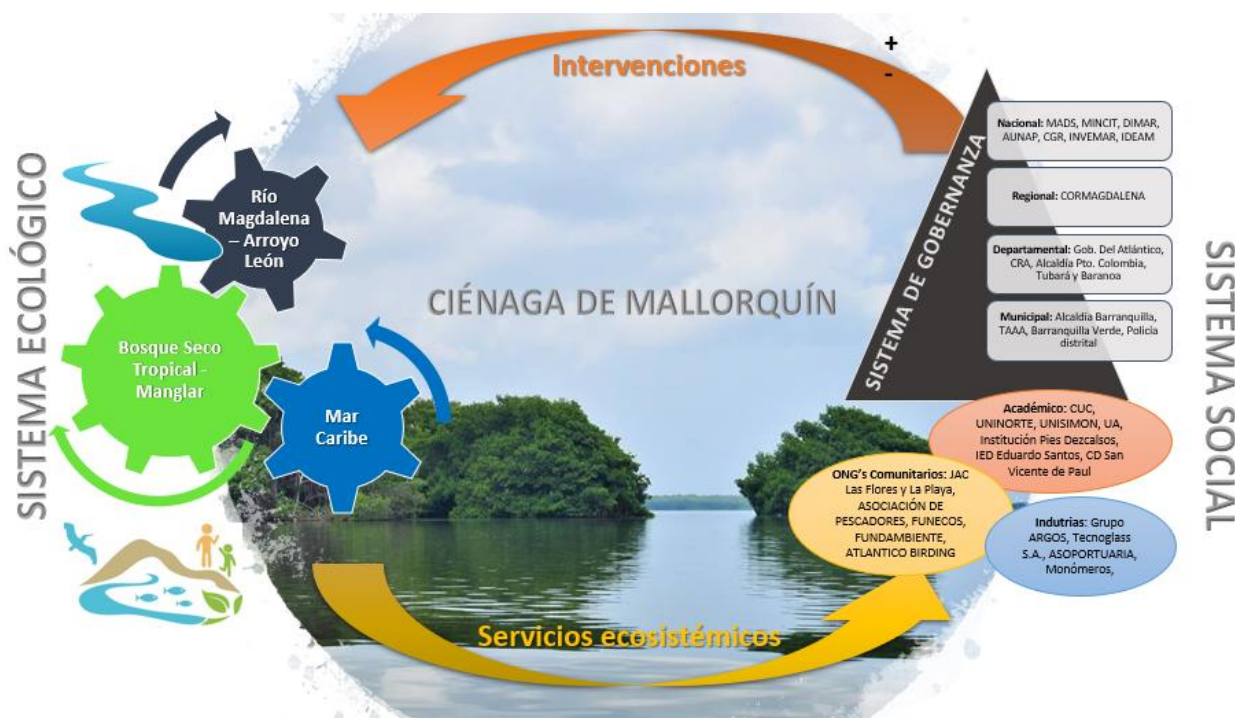 Intervenciones
+
-
SISTEMA ECOLÓGICO
Río
Magdalena
– Arroyo
León
Bosque Seco
Tropical -
Manglar
Mar
Caribe
CIÉNAGA DE MALLORQUÍN
SISTEMA DE GOBERNANZA
Nacional: MADS, MINCIT, DIMAR,
AUNAP, CGR, INVEMAR, IDEAM
Regional: CORMAGDALENA
Departamental: Gob. Del Atlántico,
CRA, Alcaldía Pto. Colombia,
Tubará y Baranoa
Municipal: Alcaldía Barranquilla,
TAAA, Barranquilla Verde, Policía
distrital
SISTEMA SOCIAL
Académico: CUC,
UNINORTE, UNISIMON, UA,
Institución Pies Dezcalsos,
IED Eduardo Santos, CD San
Vicente de Paul
ONG's Comunitarios: JAC
Las Flores y La Playa,
ASOCIACIÓN DE
PESCADORES, FUNECOS,
FUNDAMBIENTE,
ATLANTICO BIRDING
Indutrias: Grupo
ARGOS, Tecnoglass
S.A., ASOPORTUARIA,
Monómeros,
Servicios ecosistémicos